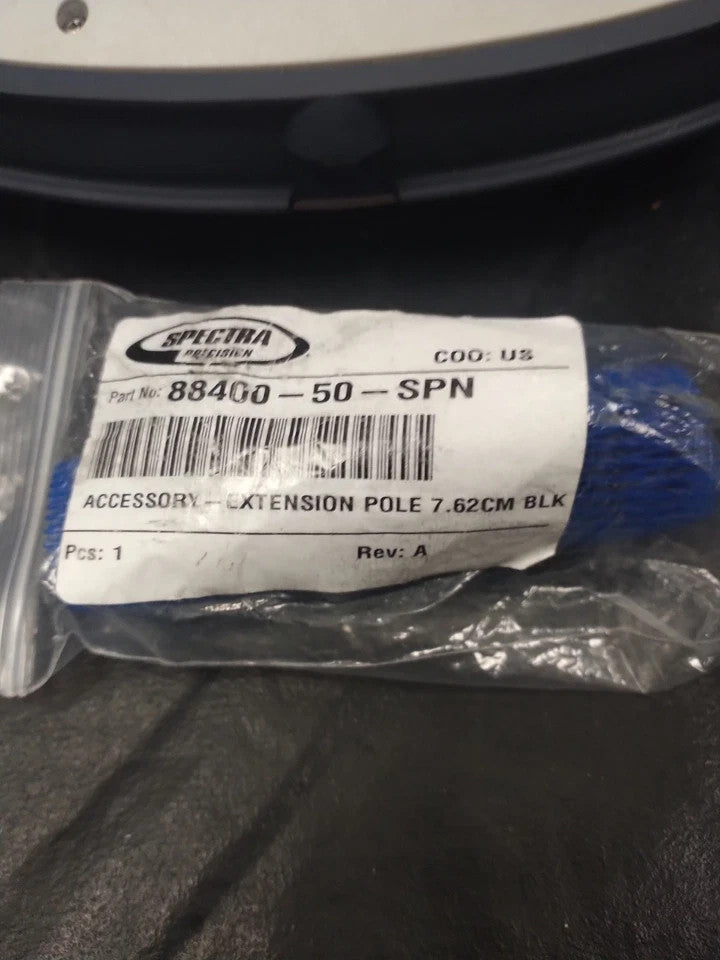 SPECTRA
PRECISION
COO: US
Part No: 88400-50-SPN
ACCESSORY-EXTENSION POLE 7.62CM BLK
Pcs: 1
Rev: A